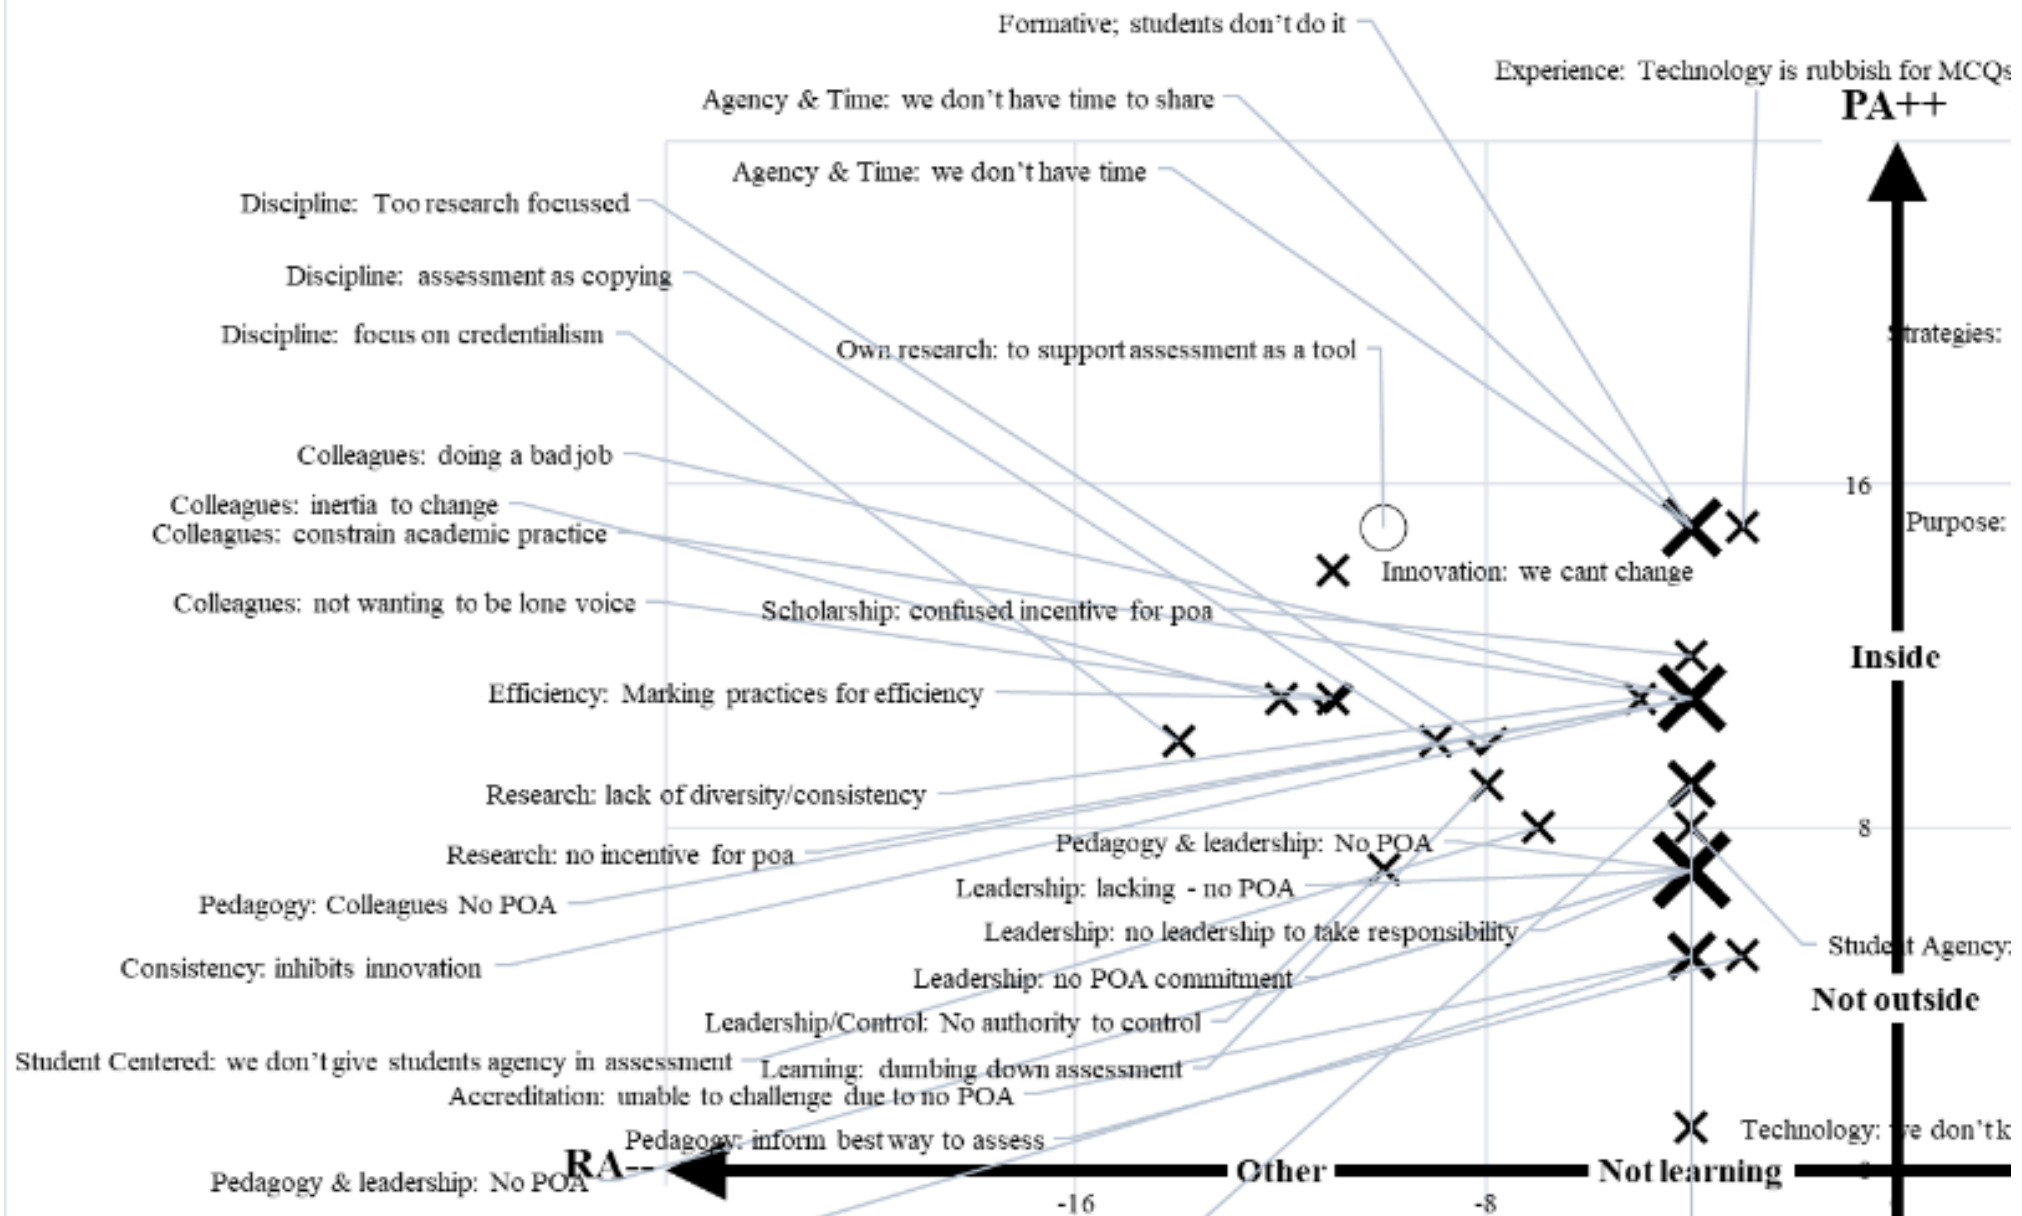 Formative; students don't do it
Experience: Technology is rubbish for MCQs
Agency & Time: we don't have time to share
PA++
Agency & Time: we don't have time
Discipline: Too research focussed
Discipline: assessment as copying
Discipline: focus on credentialism
Strategies:
Own research: to support assessment as a tool
Colleagues: doing a bad job
16
Colleagues: inertia to change
Purpose:
Colleagues: constrain academic practice
Innovation: we cant change
Colleagues: not wanting to be lone voice
Scholarship: confused incentive for poa
Inside
Efficiency: Marking practices for efficiency
Research: lack of diversity/consistency
8
Pedagogy & leadership: No POA
Research: no incentive for poa
Leadership: lacking - no POA
Pedagogy: Colleagues No POA
Leadership: no leadership to take responsibility
Student Agency:
Consistency: inhibits innovation
Leadership: no POA commitment
Not outside
Leadership/Control: No authority to control
Student Centered: we don't give students agency in assessment
Learning: dumbing down assessment
Accreditation: unable to challenge due to no POA
Technology: we don't k
Pedagogy: inform best way to assess
RA--
Other
Not learning
Pedagogy & leadership: No POA
-16
-8